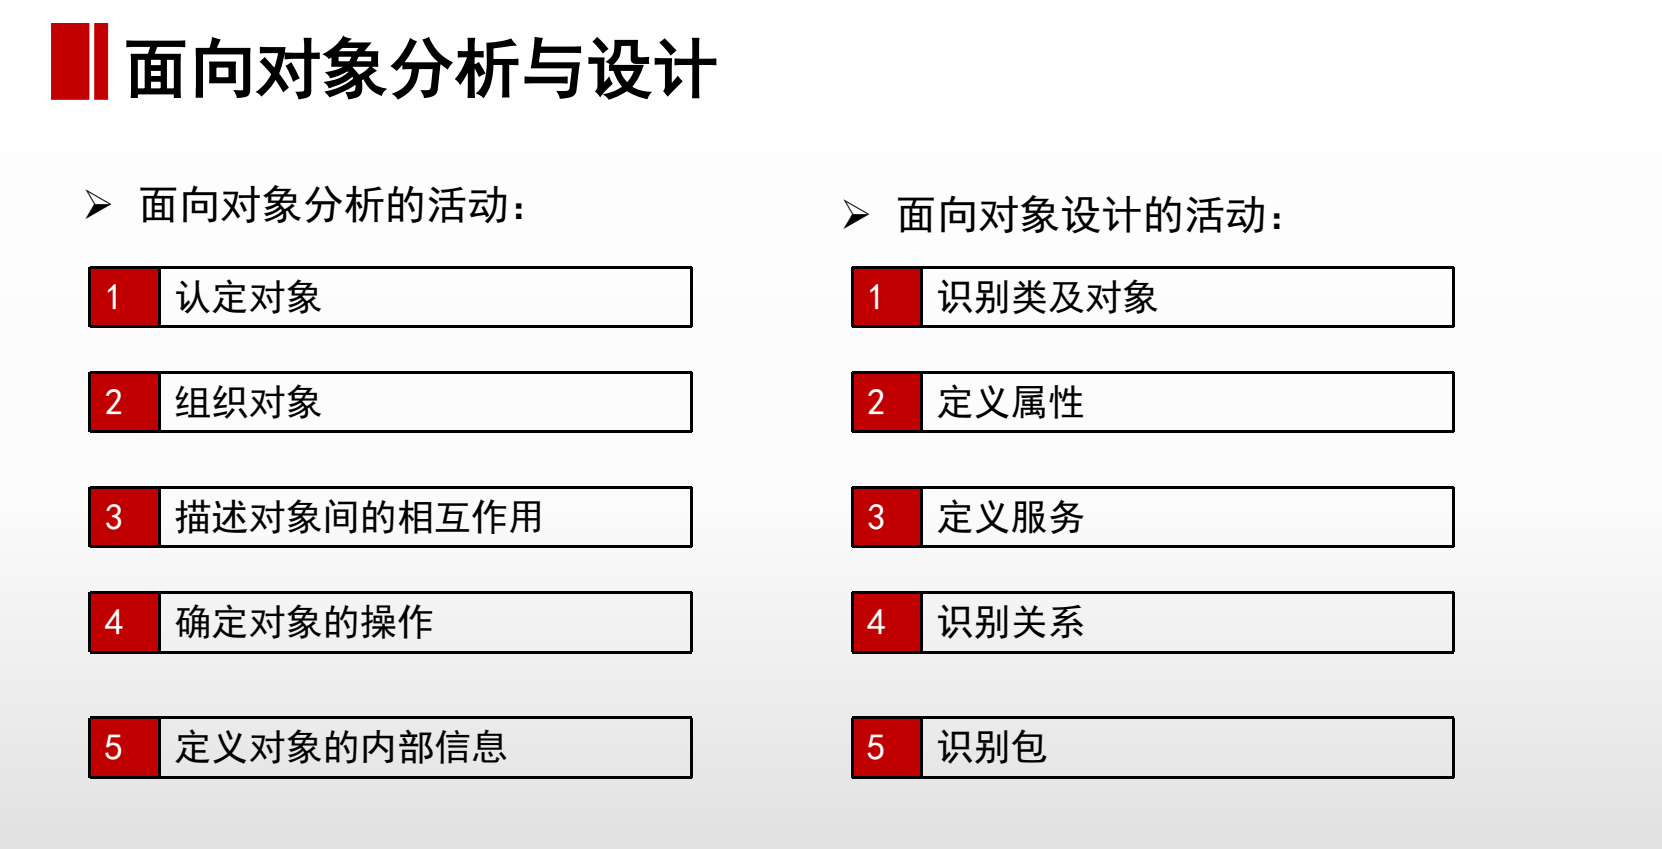 面向对象分析与设计
面向对象分析的活动：
1 认定对象
2 组织对象
3 描述对象间的相互作用
4 确定对象的操作
5 定义对象的内部信息
面向对象设计的活动：
1 识别类及对象
2 定义属性
3 定义服务
4 识别关系
5 识别包